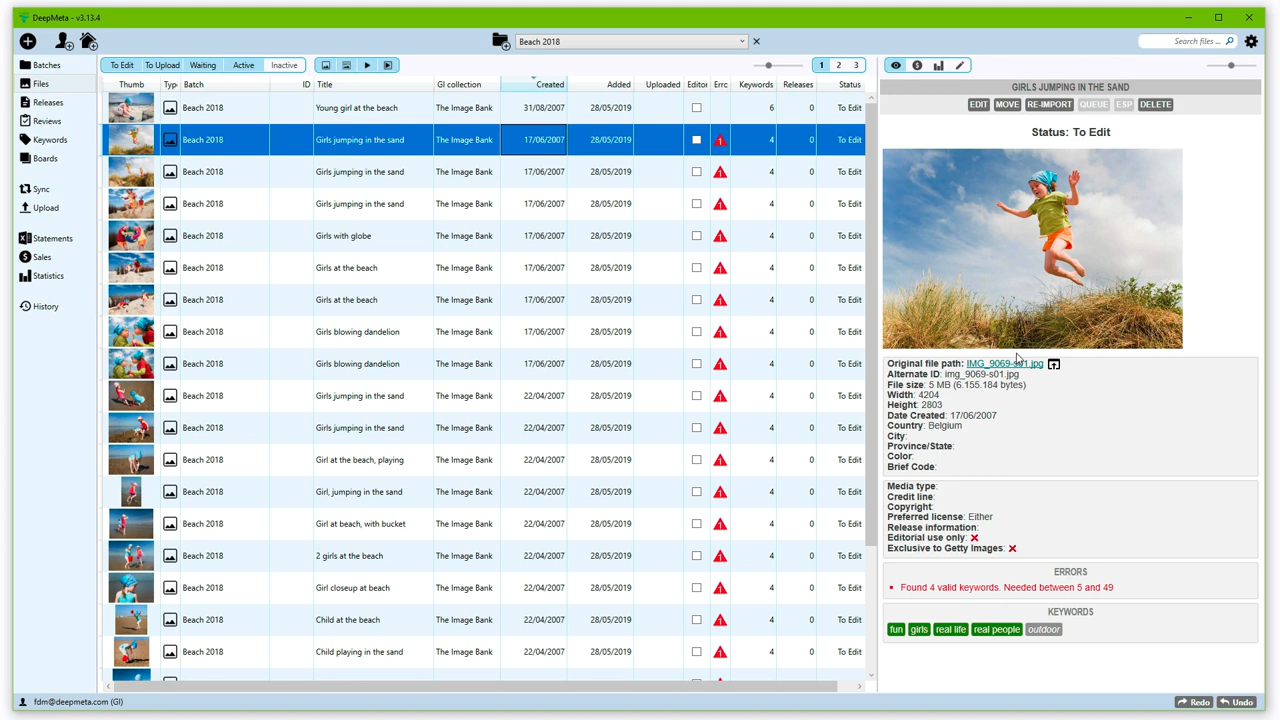 DeepMeta - v3.13.4
Beach 2018
Search files ...
To Edit To Upload Waiting Active Inactive
1 2 3
Batches
Files
Releases
Reviews
Keywords
Boards
Sync
Upload
Statements
Sales
Statistics
History
Thumb Type Batch ID Title GI collection Created Added Uploaded Editor Erro Keywords Releases Status
Beach 2018 Young girl at the beach The Image Bank 31/08/2007 28/05/2019 6 0 To Edit
Beach 2018 Girls jumping in the sand The Image Bank 17/06/2007 28/05/2019 1 4 0 To Edit
Beach 2018 Girls jumping in the sand The Image Bank 17/06/2007 28/05/2019 1 4 0 To Edit
Beach 2018 Girls jumping in the sand The Image Bank 17/06/2007 28/05/2019 1 4 0 To Edit
Beach 2018 Girls with globe The Image Bank 17/06/2007 28/05/2019 1 4 0 To Edit
Beach 2018 Girls at the beach The Image Bank 17/06/2007 28/05/2019 1 4 0 To Edit
Beach 2018 Girls at the beach The Image Bank 17/06/2007 28/05/2019 1 4 0 To Edit
Beach 2018 Girls blowing dandelion The Image Bank 17/06/2007 28/05/2019 1 4 0 To Edit
Beach 2018 Girls blowing dandelion The Image Bank 17/06/2007 28/05/2019 1 4 0 To Edit
Beach 2018 Girls jumping in the sand The Image Bank 22/04/2007 28/05/2019 1 4 0 To Edit
Beach 2018 Girls jumping in the sand The Image Bank 22/04/2007 28/05/2019 1 4 0 To Edit
Beach 2018 Girl at the beach, playing The Image Bank 22/04/2007 28/05/2019 1 4 0 To Edit
Beach 2018 Girl, jumping in the sand The Image Bank 22/04/2007 28/05/2019 1 4 0 To Edit
Beach 2018 Girl at beach, with bucket The Image Bank 22/04/2007 28/05/2019 1 4 0 To Edit
Beach 2018 2 girls at the beach The Image Bank 22/04/2007 28/05/2019 1 4 0 To Edit
Beach 2018 Girl closeup at beach The Image Bank 22/04/2007 28/05/2019 1 4 0 To Edit
Beach 2018 Child at the beach The Image Bank 22/04/2007 28/05/2019 1 4 0 To Edit
Beach 2018 Child playing in the sand The Image Bank 22/04/2007 28/05/2019 1 4 0 To Edit
GIRLS JUMPING IN THE SAND
EDIT MOVE RE-IMPORT QUEUE ESP DELETE
Status: To Edit
Original file path: IMG_9069-s01.jpg
Alternate ID: img_9069-s01.jpg
File size: 5 MB (6.155.184 bytes)
Width: 4204
Height: 2803
Date Created: 17/06/2007
Country: Belgium
City:
Province/State:
Color:
Brief Code:
Media type:
Credit line:
Copyright:
Preferred license: Either
Release information:
Editorial use only:
Exclusive to Getty Images:
ERRORS
Found 4 valid keywords. Needed between 5 and 49
KEYWORDS
fun girls real life real people outdoor
fdm@deepmeta.com (GI)
Redo Undo